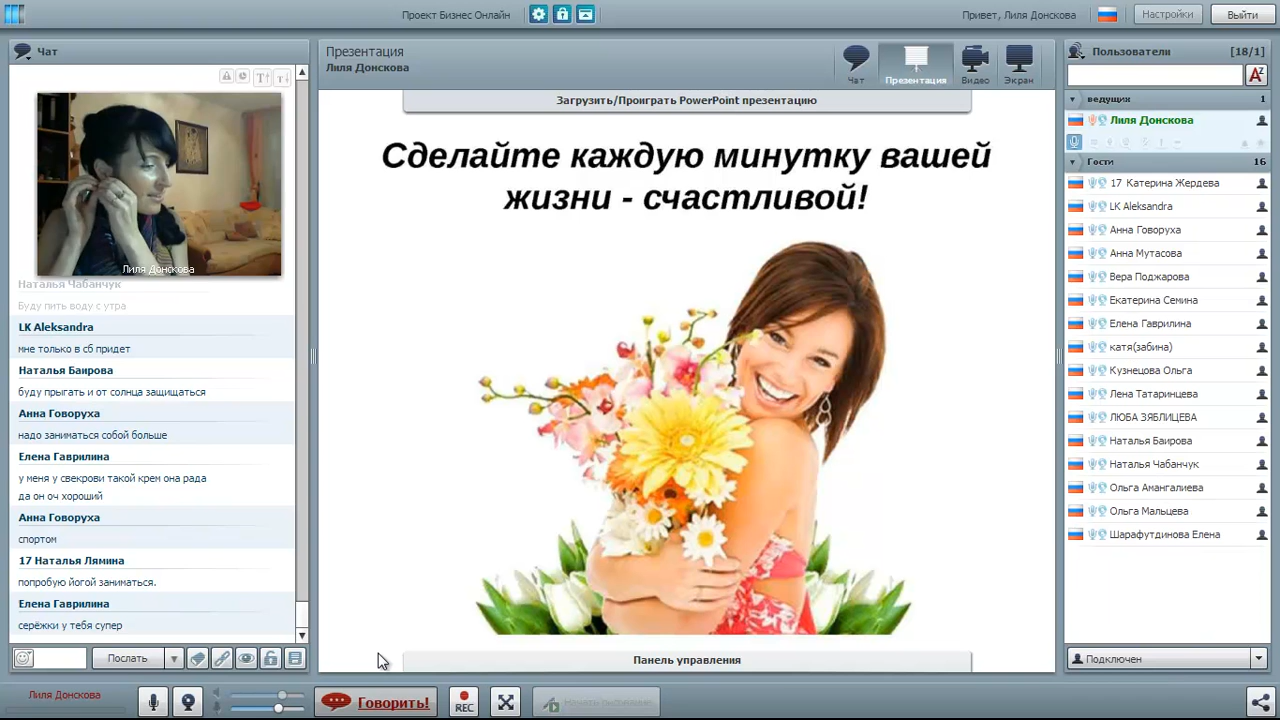 Проект Бизнес Онлайн
Привет, Лиля Донскова
Настройки
Выйти
Чат
Лиля Донскова
Наталья Чабанчук
Буду пить воду с утра
LK Aleksandra
мне только в сб придет
Наталья Баирова
буду прыгать и от солнца защищаться
Анна Говоруха
надо заниматься собой больше
Елена Гаврилина
у меня у свекрови такой крем она рада
да он оч хороший
Анна Говоруха
спортом
17 Наталья Лямина
попробую йогой заниматься.
Елена Гаврилина
серёжки у тебя супер
Послать
Презентация
Лиля Донскова
Чат
Презентация
Видео
Экран
Загрузить/Проиграть PowerPoint презентацию
Сделайте каждую минутку вашей
жизни - счастливой!
Панель управления
Пользователи
[18/1]
ведущия 1
Лиля Донскова
Гости 16
17 Катерина Жердева
LK Aleksandra
Анна Говоруха
Анна Мутасова
Вера Поджарова
Екатерина Семина
Елена Гаврилина
катя(забина)
Кузнецова Ольга
Лена Татаринцева
ЛЮБА ЗЯБЛИЦЕВА
Наталья Баирова
Наталья Чабанчук
Ольга Амангалиева
Ольга Мальцева
Шарафутдинова Елена
Подключен
Лиля Донскова
Говорить!
REC